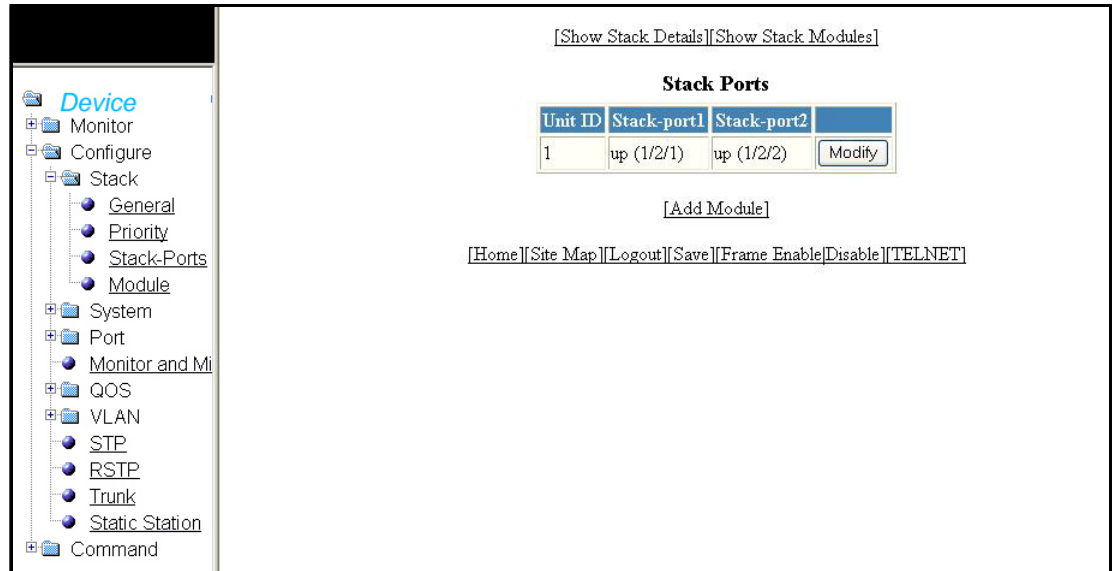 Device
Monitor
Configure
Stack
General
Priority
Stack-Ports
Module
System
Port
Monitor and Mi
QOS
VLAN
STP
RSTP
Trunk
Static Station
Command
[Show Stack Details][Show Stack Modules]
Stack Ports
Unit ID Stack-port1 Stack-port2
1 up (1/2/1) up (1/2/2) Modify
[Add Module]
[Home][Site Map][Logout][Save][Frame Enable|Disable][TELNET]